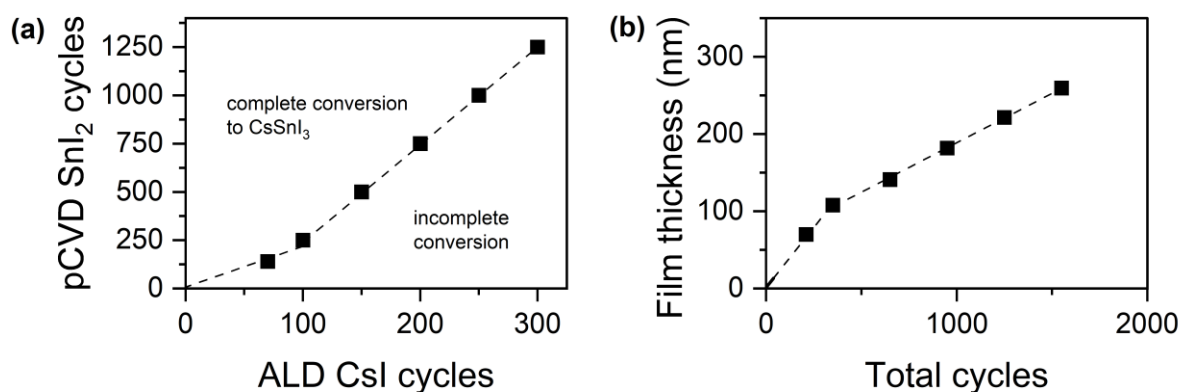 (a)
pCVD SnI₂ cycles
1250
1000
750
500
250
0
complete conversion
to CsSnI₃
incomplete
conversion
0
100
200
300
ALD CsI cycles
(b)
Film thickness (nm)
300
200
100
0
0
1000
2000
Total cycles